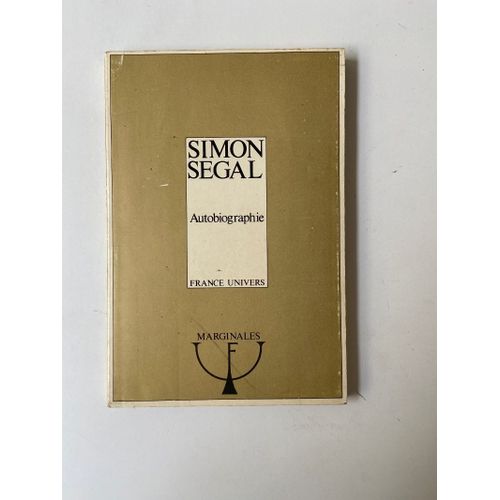 SIMON
SEGAL
Autobiographie
FRANCE UNIVERS
MARGINALES
F